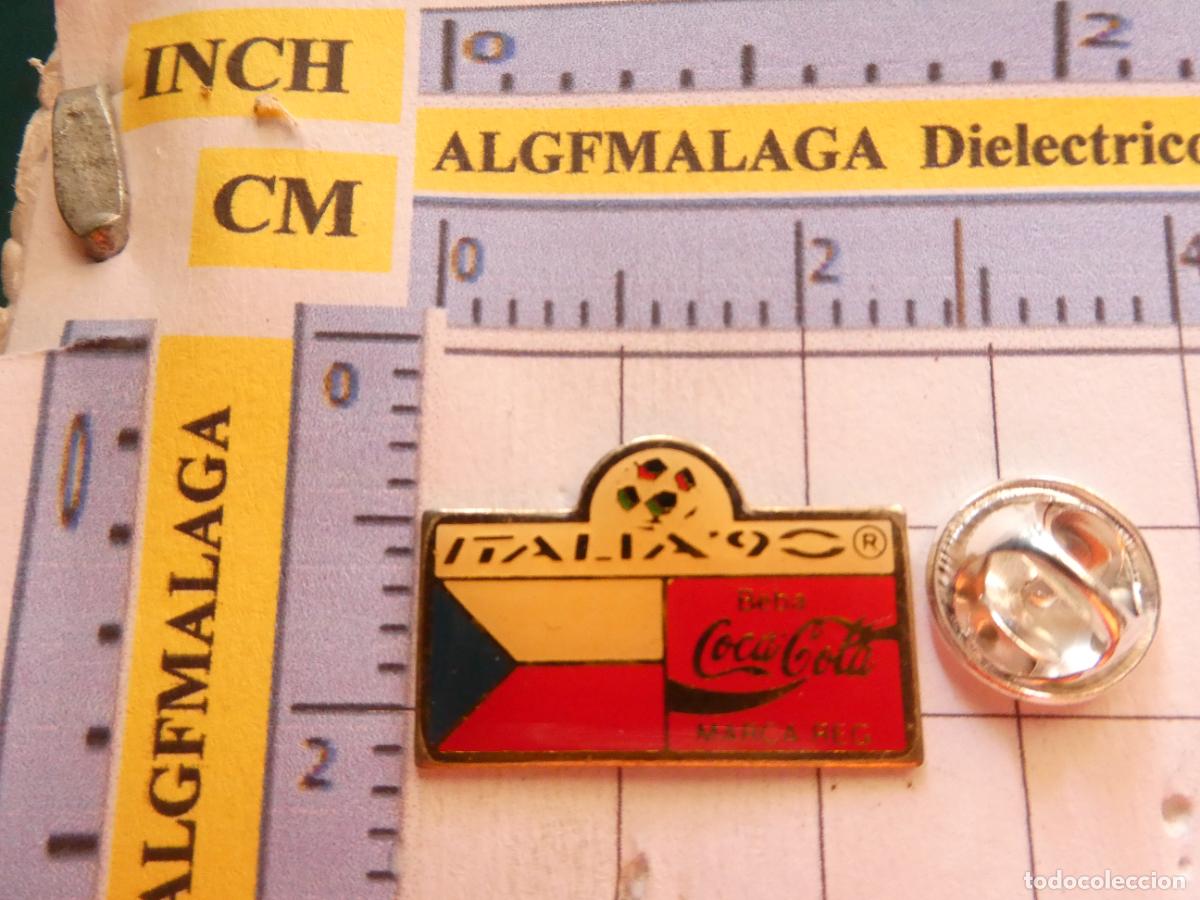 INCH
0 2
ALGFMALAGA Dielectrico
CM
0 2 4
0
0
2
ALGFMALAGA
ALGFMALAGA
ITALIA'90 ®
Beba
Coca-Cola
MARCA REG.
todocoleccion